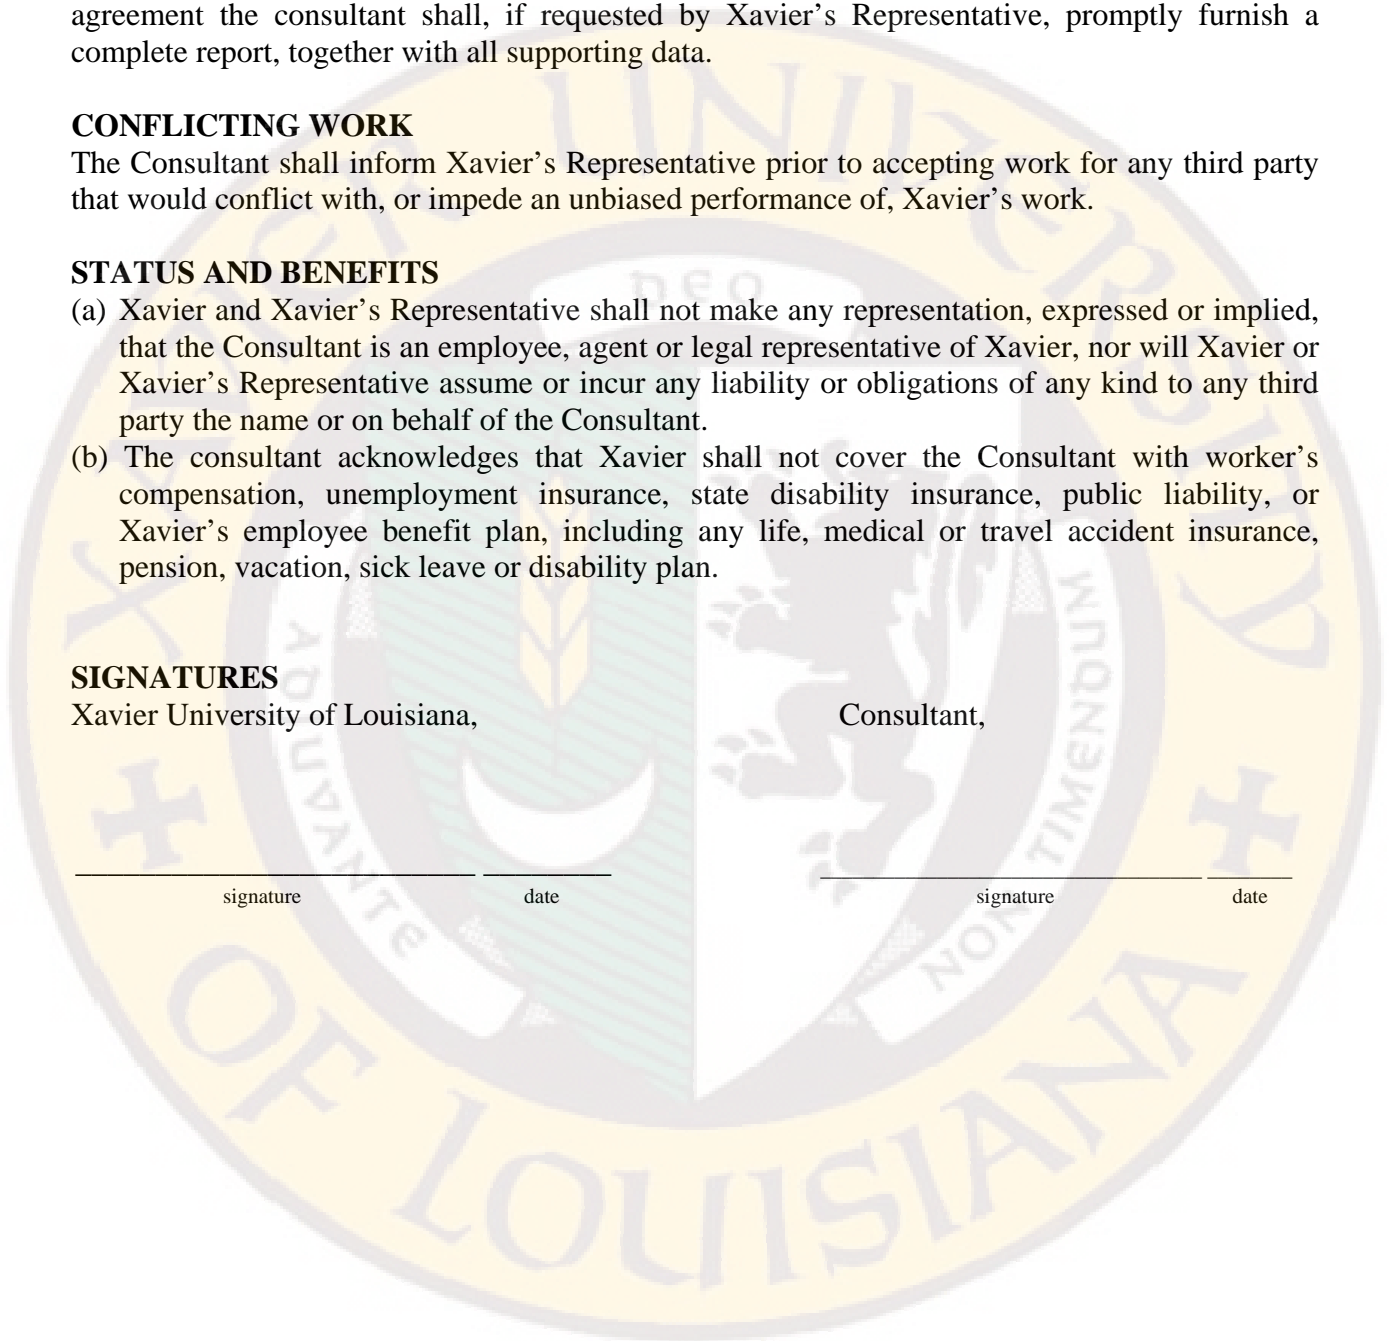 agreement the consultant shall, if requested by Xavier’s Representative, promptly furnish a
complete report, together with all supporting data.
CONFLICTING WORK
The Consultant shall inform Xavier’s Representative prior to accepting work for any third party
that would conflict with, or impede an unbiased performance of, Xavier’s work.
STATUS AND BENEFITS
(a) Xavier and Xavier’s Representative shall not make any representation, expressed or implied,
that the Consultant is an employee, agent or legal representative of Xavier, nor will Xavier or
Xavier’s Representative assume or incur any liability or obligations of any kind to any third
party the name or on behalf of the Consultant.
(b) The consultant acknowledges that Xavier shall not cover the Consultant with worker’s
compensation, unemployment insurance, state disability insurance, public liability, or
Xavier’s employee benefit plan, including any life, medical or travel accident insurance,
pension, vacation, sick leave or disability plan.
SIGNATURES
Xavier University of Louisiana, Consultant,
signature date signature date
XAVIER UNIVERSITY
OF LOUISIANA
DEO
ADIUVANTE
NON TIMENDUM